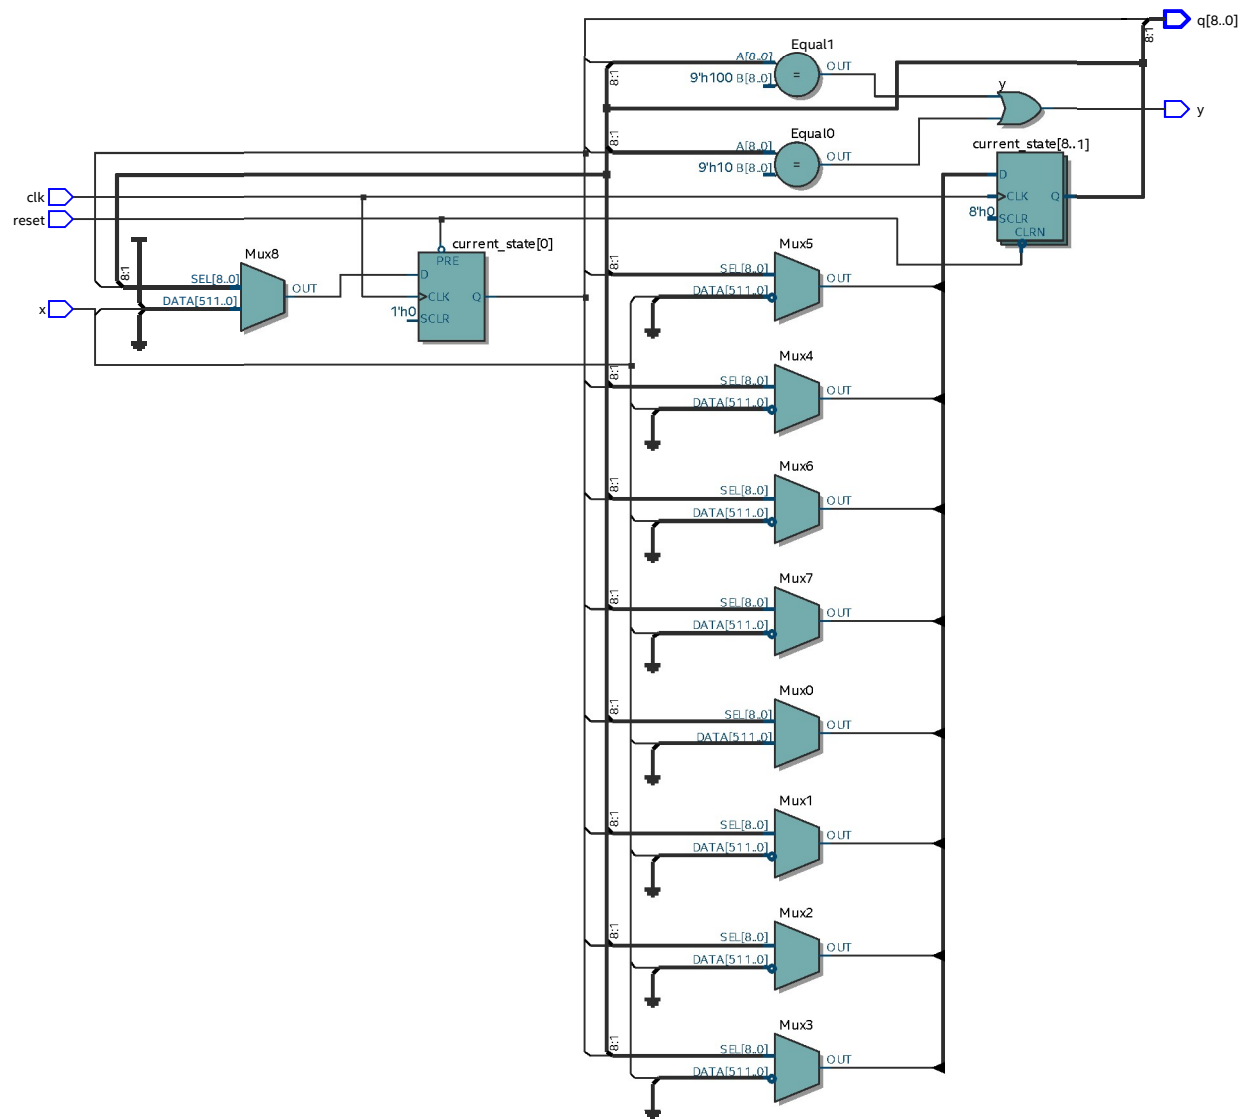 q[8..0]
8:1
Equal1
A[8..0]
OUT
9'h100 B[8..0]
8:1
y
y
8:1
Equal0
A[8..0]
OUT
9'h10 B[8..0]
current_state[8..1]
D
CLK
Q
8'h0
SCLR
CLRN
clk
reset
Mux8
8:1
SEL[8..0]
OUT
DATA[511..0]
x
current_state[0]
PRE
D
CLK
Q
1'h0
SCLR
Mux5
8:1
SEL[8..0]
OUT
DATA[511..0]
Mux4
8:1
SEL[8..0]
OUT
DATA[511..0]
Mux6
8:1
SEL[8..0]
OUT
DATA[511..0]
Mux7
8:1
SEL[8..0]
OUT
DATA[511..0]
Mux0
8:1
SEL[8..0]
OUT
DATA[511..0]
Mux1
8:1
SEL[8..0]
OUT
DATA[511..0]
Mux2
8:1
SEL[8..0]
OUT
DATA[511..0]
Mux3
8:1
SEL[8..0]
OUT
DATA[511..0]